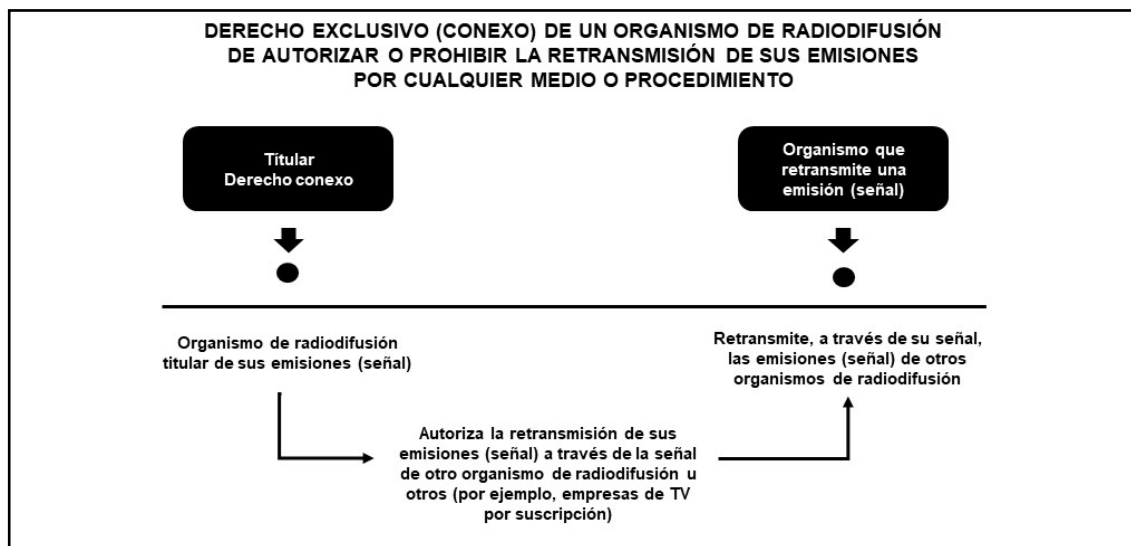 DERECHO EXCLUSIVO (CONEXO) DE UN ORGANISMO DE RADIODIFUSIÓN
DE AUTORIZAR O PROHIBIR LA RETRANSMISIÓN DE SUS EMISIONES
POR CUALQUIER MEDIO O PROCEDIMIENTO
Títular
Derecho conexo
Organismo que
retransmite una
emisión (señal)
Organismo de radiodifusión
titular de sus emisiones (señal)
Retransmite, a través de su señal,
las emisiones (señal) de otros
organismos de radiodifusión
Autoriza la retransmisión de sus
emisiones (señal) a través de la señal
de otro organismo de radiodifusión u
otros (por ejemplo, empresas de TV
por suscripción)